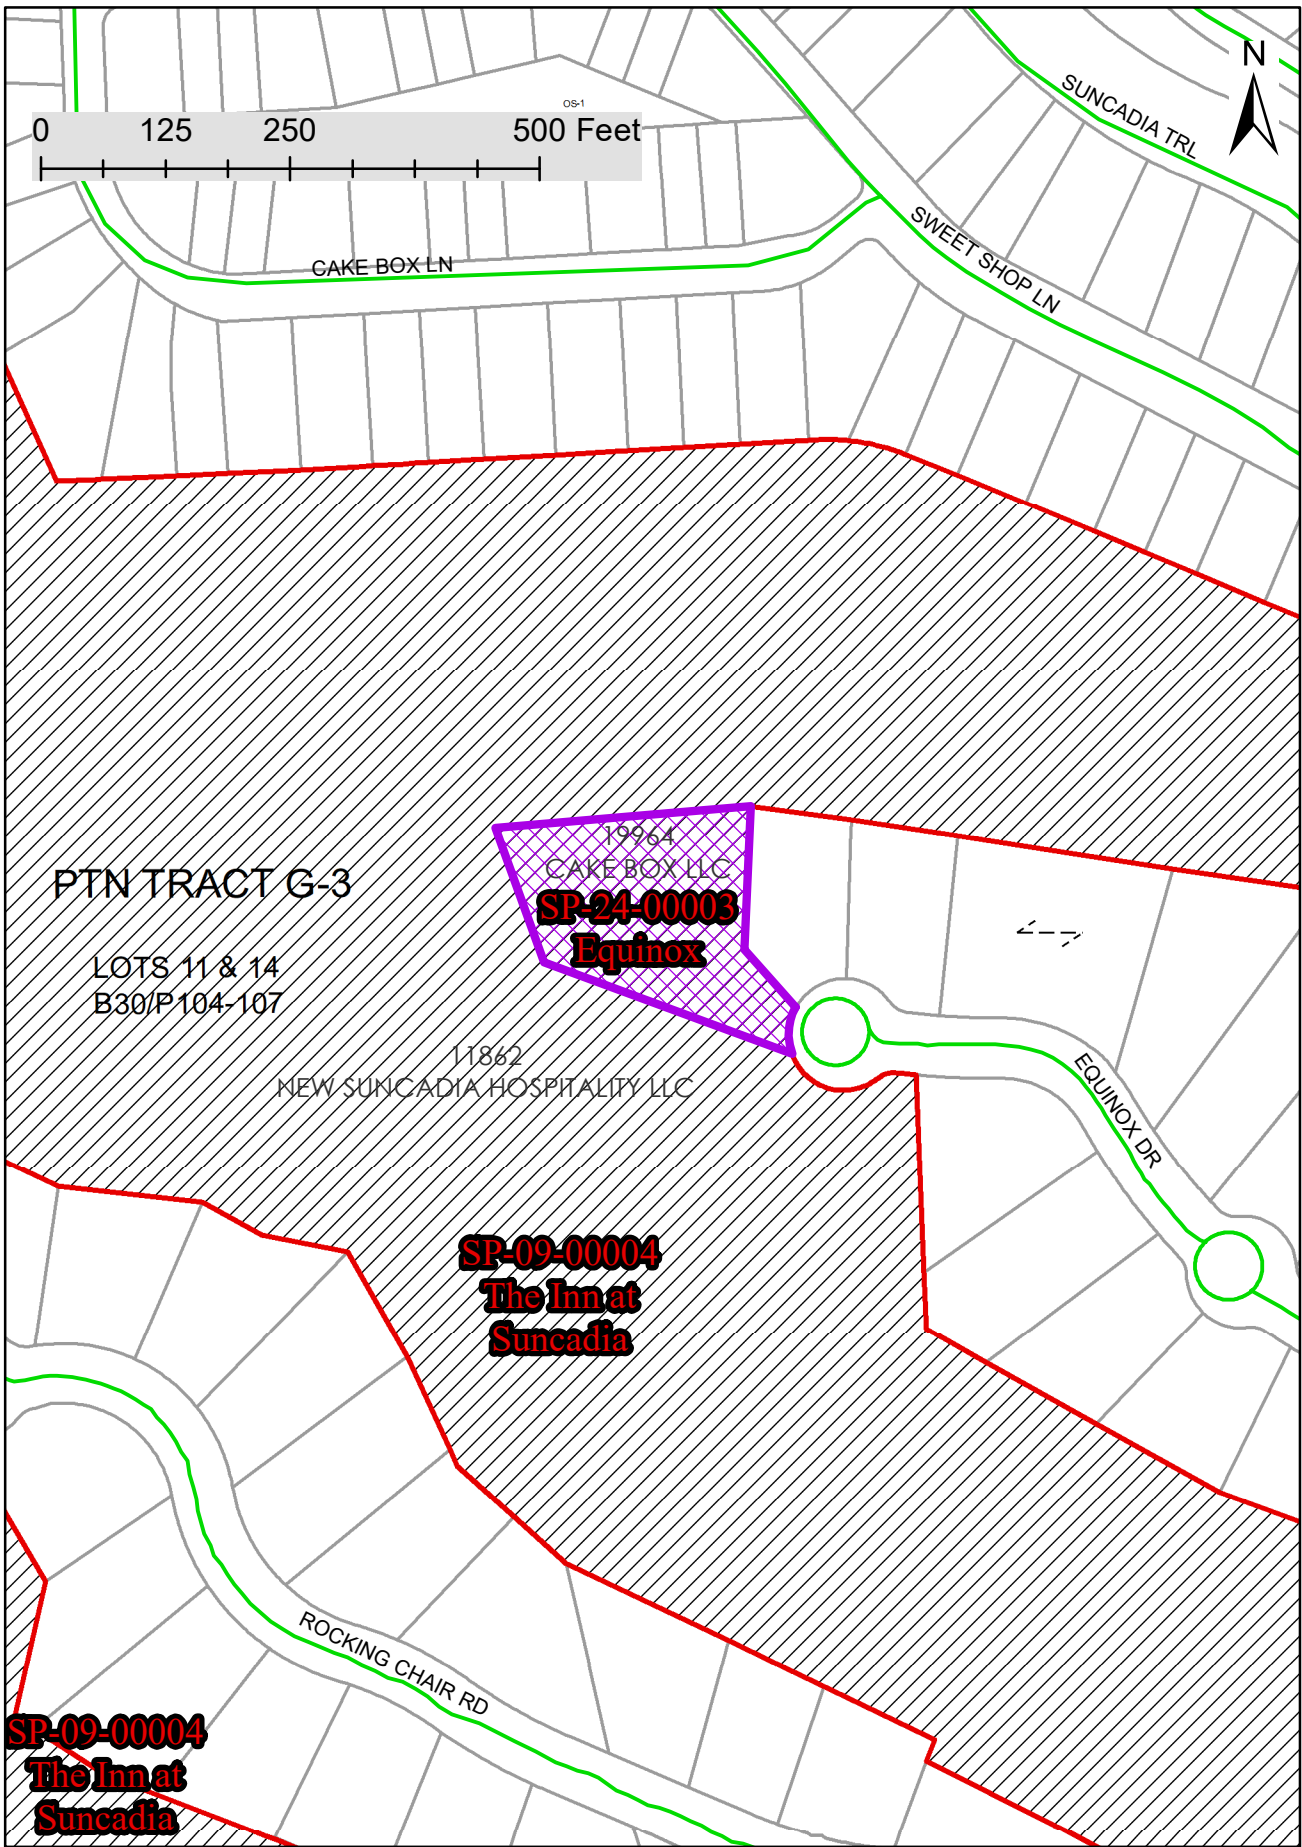 N
SUNCADIA TRL
OS-1
0 125 250 500 Feet
SWEET SHOP LN
CAKE BOX LN
19964
CAKE BOX LLC
SP-24-00003
Equinox
PTN TRACT G-3
LOTS 11 & 14
B30/P104-107
11862
NEW SUNCADIA HOSPITALITY LLC
EQUINOX DR
SP-09-00004
The Inn at
Suncadia
ROCKING CHAIR RD
SP-09-00004
The Inn at
Suncadia